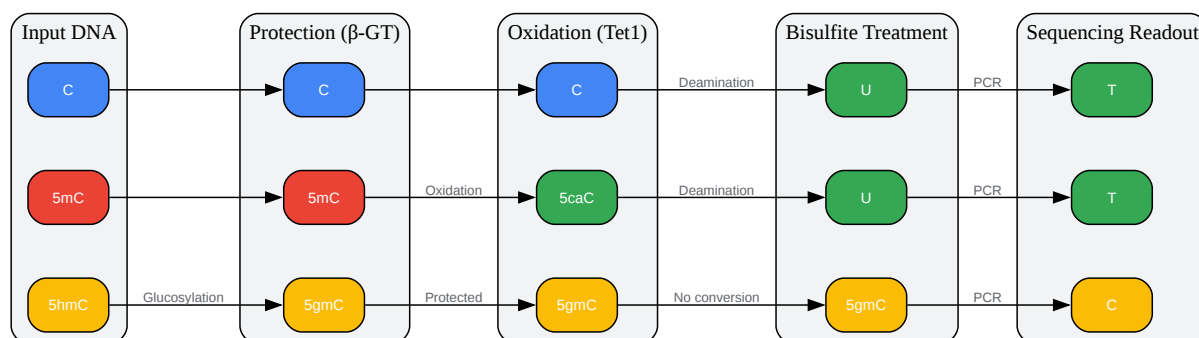 Input DNA
Protection (β-GT)
Oxidation (Tet1)
Bisulfite Treatment
Sequencing Readout
C
C
C
Deamination
U
PCR
T
5mC
5mC
Oxidation
5caC
Deamination
U
PCR
T
5hmC
Glucosylation
5gmC
Protected
5gmC
No conversion
5gmC
PCR
C